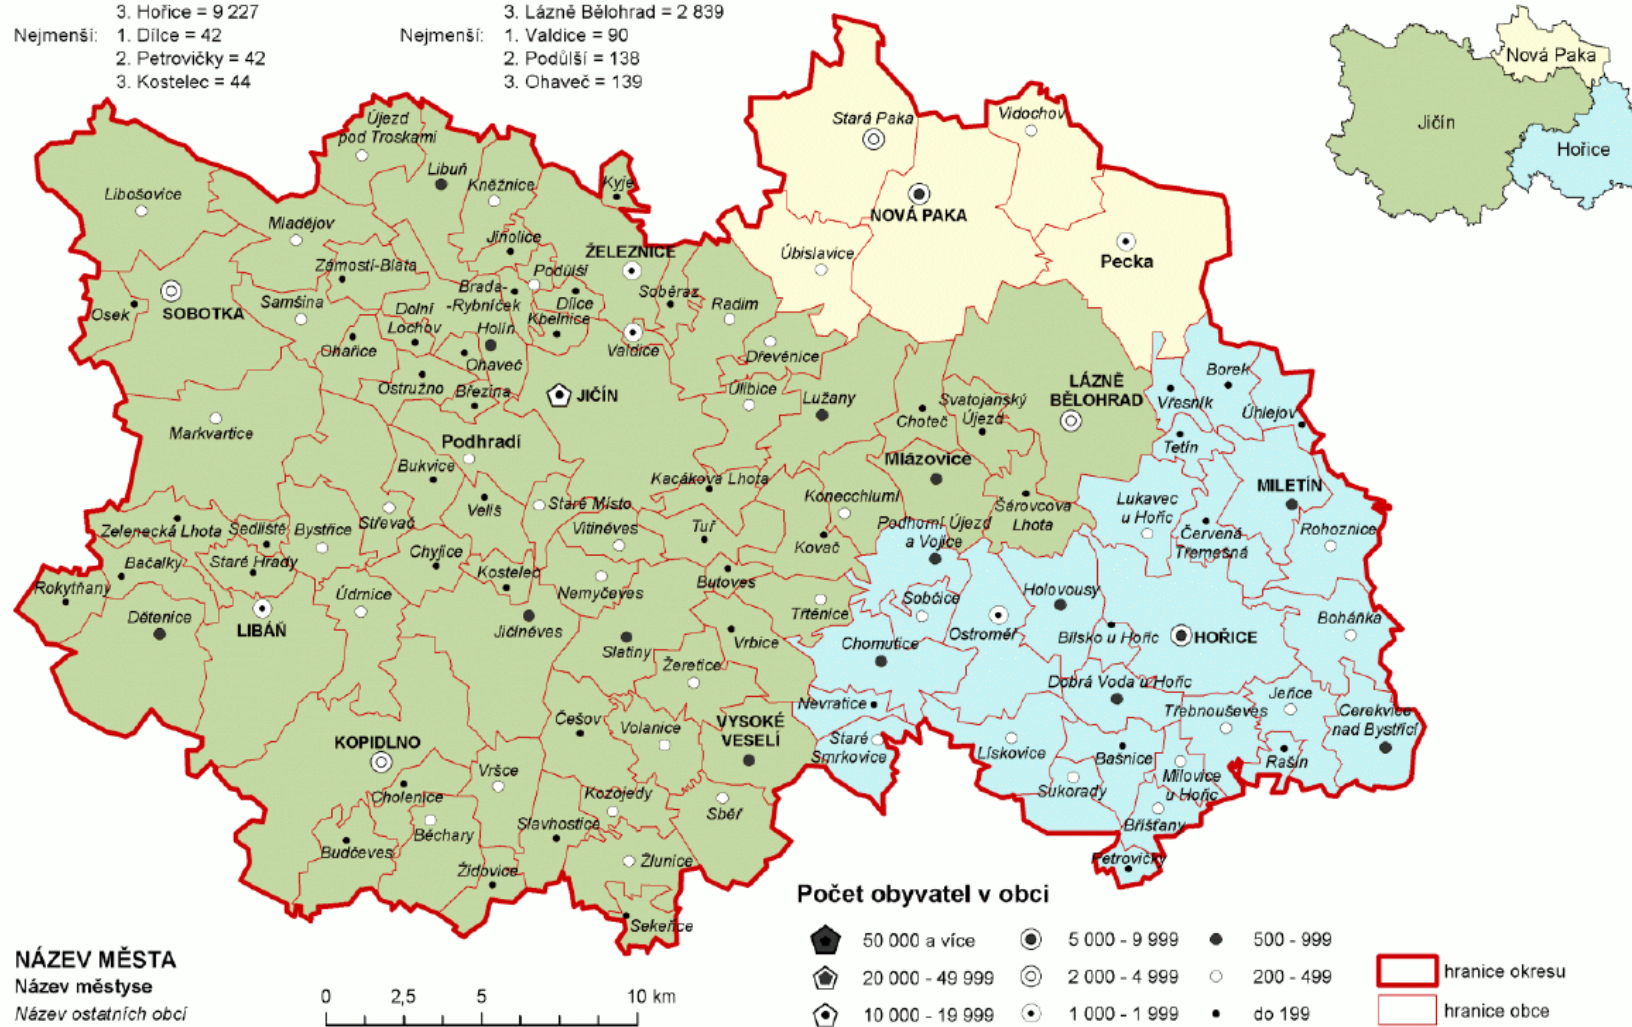 3. Hořice = 9 227
Nejmenší: 1. Dílce = 42
2. Petrovičky = 42
3. Kostelec = 44
3. Lázně Bělohrad = 2 839
Nejmenší: 1. Valdice = 90
2. Podůlší = 138
3. Ohaveč = 139
Nová Paka
Jičín
Hořice
Újezd
pod Troskami
Stará Paka
Vidochov
Libuň
Kněžnice
Kyje
Libošovice
NOVÁ PAKA
Mladějov
Jinolice
ŽELEZNICE
Úbislavice
Pecka
Zámostí-Blata
Podůlší
Brada-
-Rybníček
Dílce
Soběraz
Radim
Osek
SOBOTKA
Samšina
Dolní
Lochov
Holín
Kbelnice
Ohařice
Ohaveč
Valdice
Dřevěnice
Ostružno
Březina
JIČÍN
Úlibice
Lužany
Choteč
Svatojanský
Újezd
LÁZNĚ
BĚLOHRAD
Borek
Vřesník
Úhlejov
Markvartice
Podhradí
Tetín
Bukvice
Mlázovice
Kacákova Lhota
Konecchlumí
MILETÍN
Veliš
Staré Místo
Šárovcova
Lhota
Lukavec
u Hořic
Zelenecká Lhota
Sedliště
Bystřice
Střevač
Vitiněves
Tuř
Podhorní Újezd
a Vojice
Červená
Třemešná
Rohoznice
Bačalky
Staré Hrady
Chyjice
Kovač
Rokytňany
Kostelec
Nemyčeves
Butoves
Údrnice
Třtěnice
Sobčice
Holovousy
Dětenice
LIBÁŇ
Jičíněves
Slatiny
Vrbice
Chomutice
Ostroměř
Bílsko u Hořic
HOŘICE
Boháňka
Žeretice
Dobrá Voda u Hořic
Jeřice
Nevratice
Třebnouševes
Cerekvice
nad Bystřicí
KOPIDLNO
Češov
Volanice
VYSOKÉ
VESELÍ
Staré
Smrkovice
Lískovice
Bašnice
Rašín
Vršce
Milovice
u Hořic
Cholenice
Kozojedy
Sukorady
Sběř
Běchary
Slavhostice
Bříšťany
Budčeves
Žlunice
Petrovičky
Židovice
Sekeřice
Počet obyvatel v obci
50 000 a více
5 000 - 9 999
500 - 999
20 000 - 49 999
2 000 - 4 999
200 - 499
10 000 - 19 999
1 000 - 1 999
do 199
hranice okresu
hranice obce
NÁZEV MĚSTA
Název městyse
Název ostatních obcí
0 2,5 5 10 km